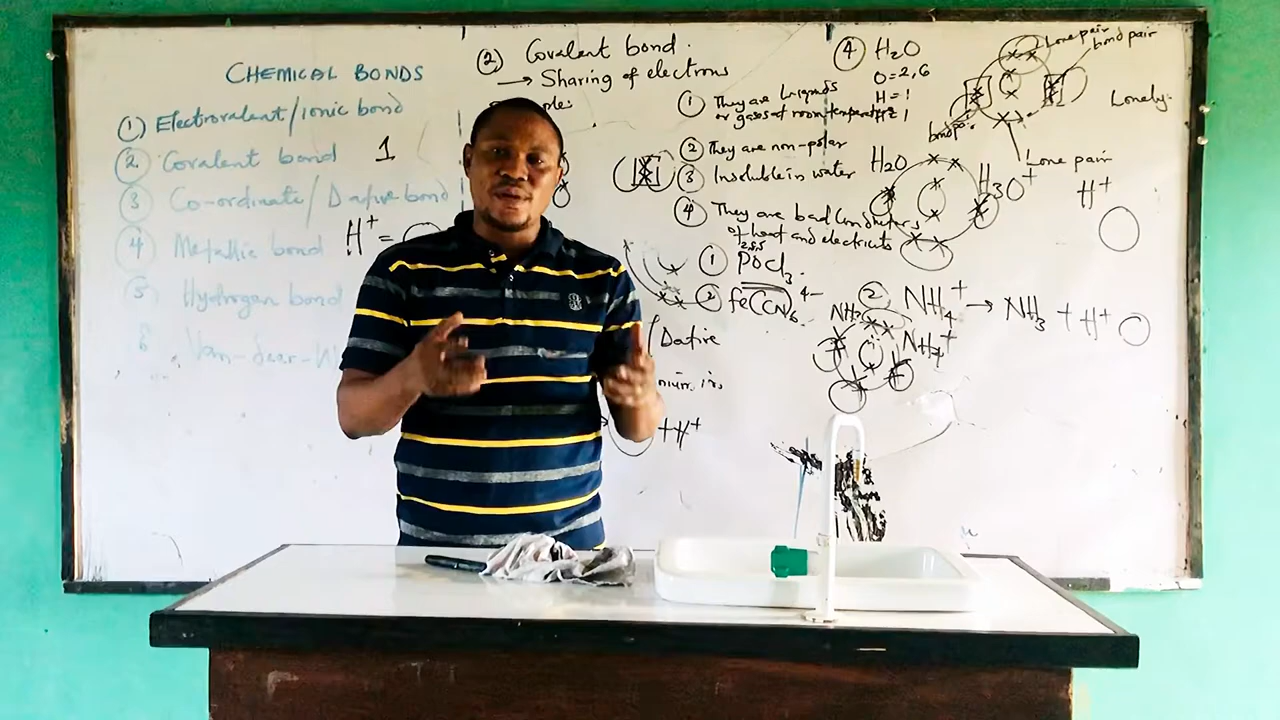 CHEMICAL BONDS
① Electrovalent/ionic bond
② Covalent bond
1
③ Co-ordinate/Dative bond
H⁺ =
④ Metallic bond
⑤ Hydrogen bond
6 Van-
② Covalent bond.
→ Sharing of electrons
ple:
① They are liquids
or gases at room temperature
② They are non-polar
③ Insoluble in water
④ They are bad conductors
of heat and electricity
① POCl₃.
② fe(CN)₆ 4-
/Dative
+H⁺
④ H₂O
O=2,6
H=1
Lone pair
bond pair
Lonely
Lone pair
H₂O
H₃O⁺
H⁺
② NH₄⁺ → NH₃ + H⁺
NH₃
NH₄⁺